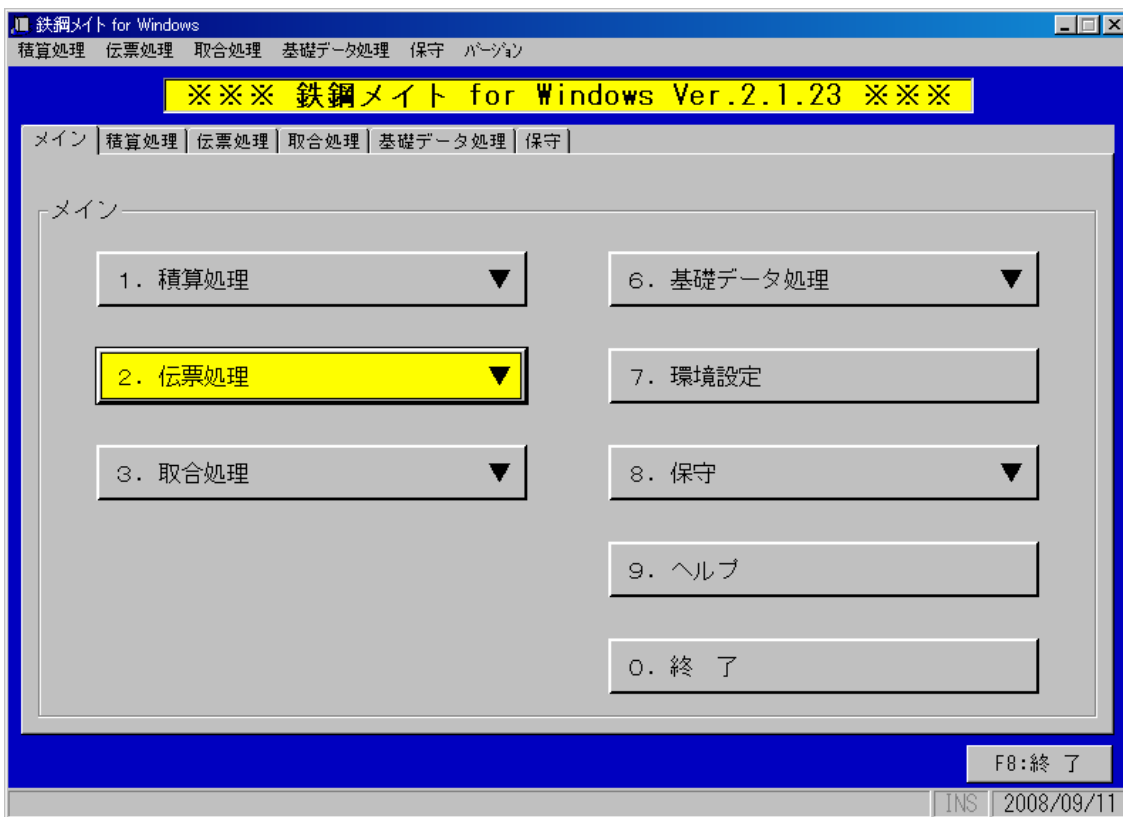 鉄鋼メイト for Windows
積算処理 伝票処理 取合処理 基礎データ処理 保守 バージョン
※※※ 鉄鋼メイト for Windows Ver.2.1.23 ※※※
メイン 積算処理 伝票処理 取合処理 基礎データ処理 保守
メイン
1. 積算処理 ▼
6. 基礎データ処理 ▼
2. 伝票処理 ▼
7. 環境設定
3. 取合処理 ▼
8. 保守 ▼
9. ヘルプ
0. 終 了
F8:終 了
INS 2008/09/11